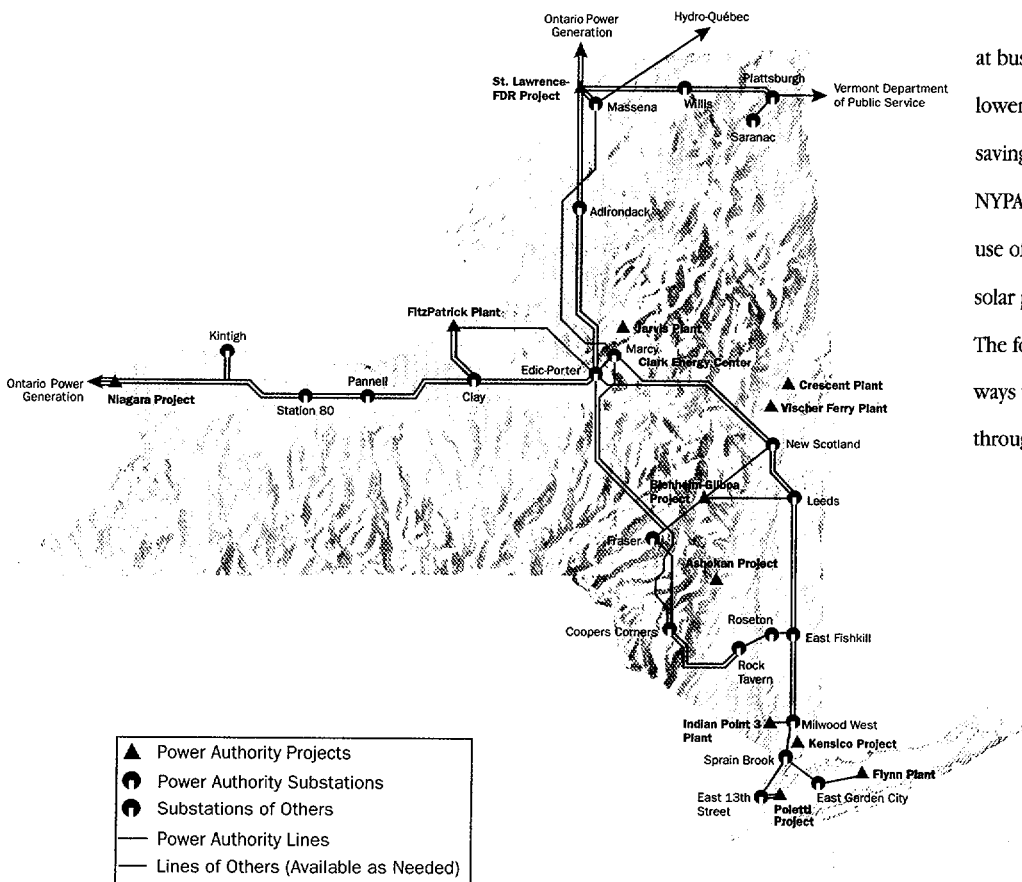 Ontario Power
Generation
Hydro-Québec
St. Lawrence-
FDR Project
Massena
Willis
Plattsburgh
Saranac
Vermont Department
of Public Service
Adirondack
FitzPatrick Plant
Jarvis Plant
Kintigh
Marcy
Clark Energy Center
Edic-Porter
Ontario Power
Generation
Niagara Project
Station 80
Pannell
Clay
Crescent Plant
Vischer Ferry Plant
New Scotland
Blenheim-Gilboa
Project
Leeds
Fraser
Ashokan Project
Coopers Corners
Roseton
East Fishkill
Rock
Tavern
Indian Point 3
Plant
Milwood West
Kensico Project
Sprain Brook
Flynn Plant
East Garden City
East 13th
Street
Poletti
Project
Power Authority Projects
Power Authority Substations
Substations of Others
Power Authority Lines
Lines of Others (Available as Needed)
at bus
lower
saving
NYPA
use of
solar
The fo
ways
throug